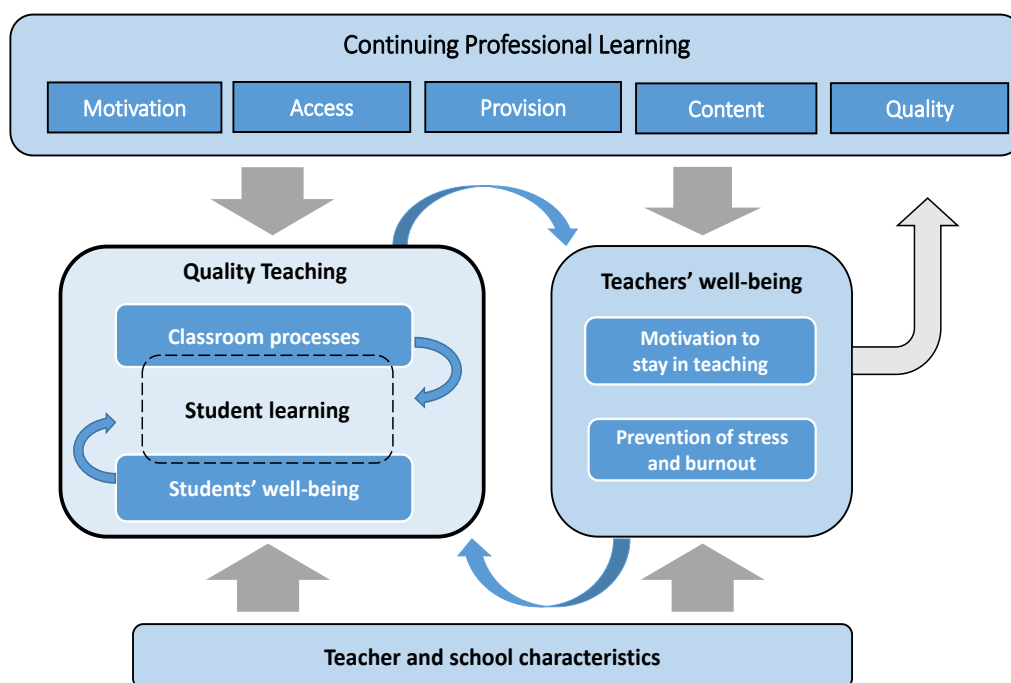 Continuing Professional Learning
Motivation
Access
Provision
Content
Quality
Quality Teaching
Classroom processes
Student learning
Students’ well-being
Teachers’ well-being
Motivation to
stay in teaching
Prevention of stress
and burnout
Teacher and school characteristics